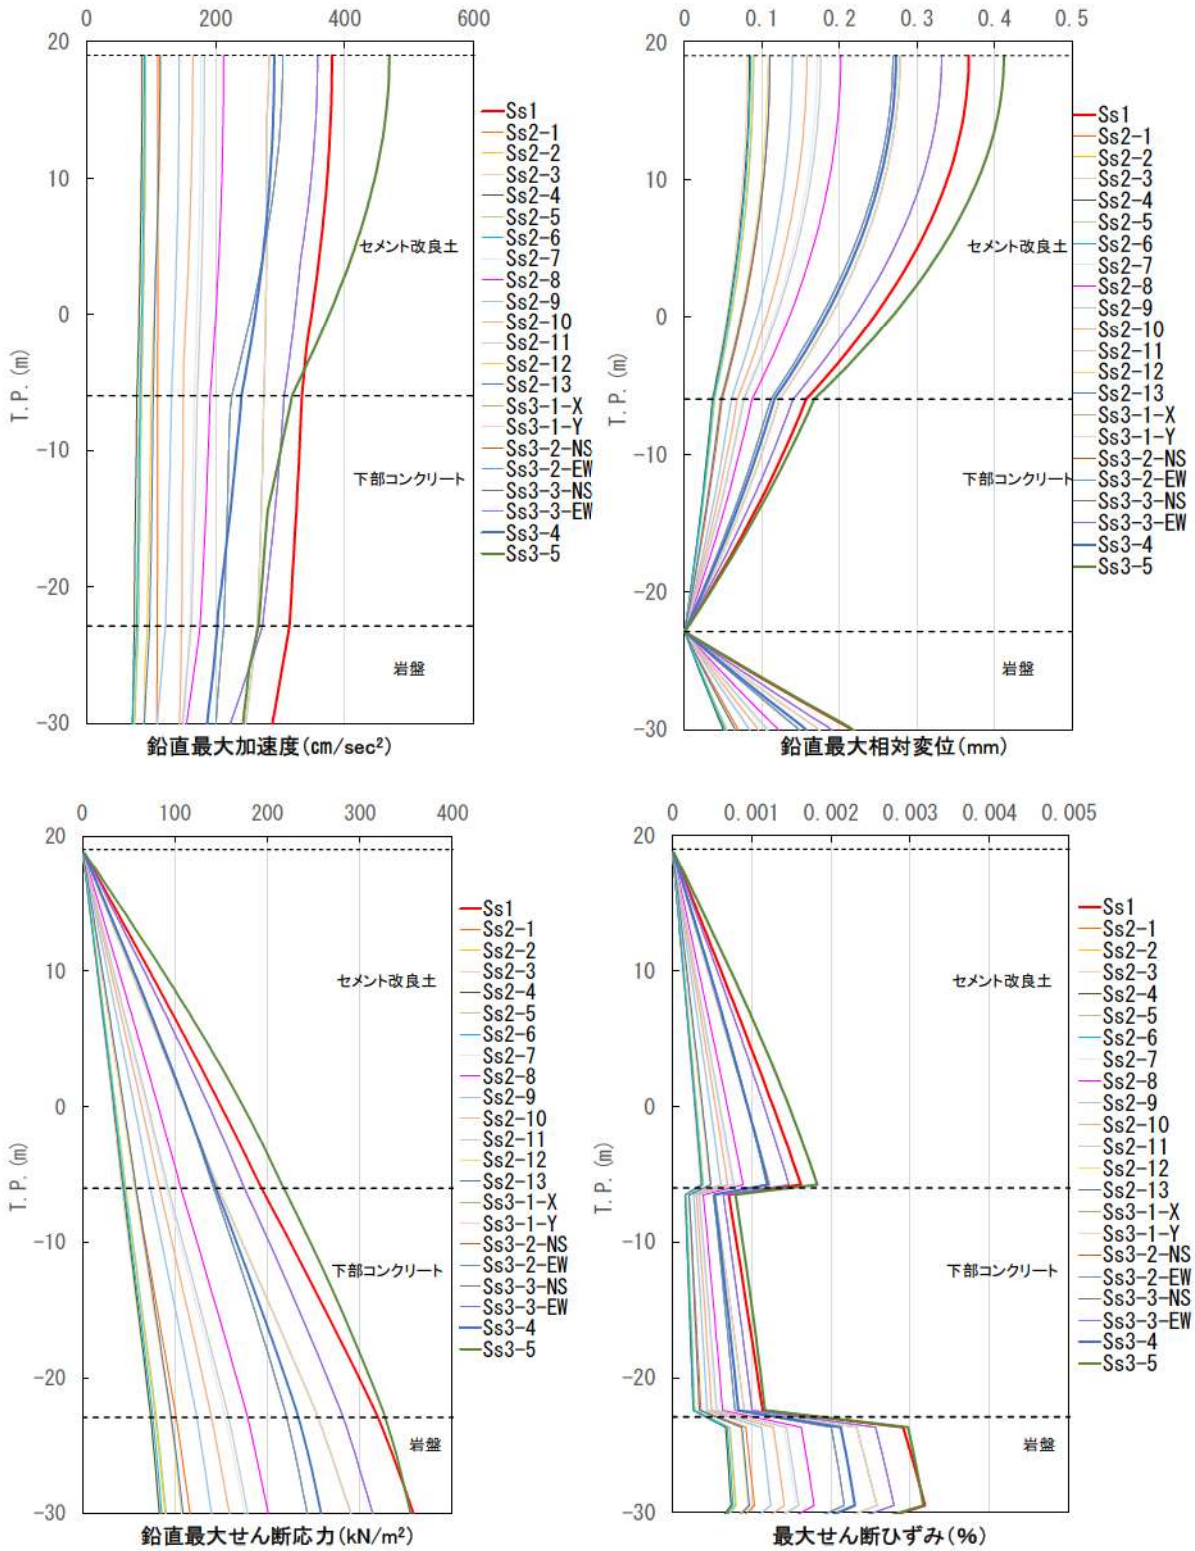 0 200 400 600
20
10
0
-10
-20
-30
T.P.(m)
セメント改良土
下部コンクリート
岩盤
鉛直最大加速度(cm/sec²)
Ss1
Ss2-1
Ss2-2
Ss2-3
Ss2-4
Ss2-5
Ss2-6
Ss2-7
Ss2-8
Ss2-9
Ss2-10
Ss2-11
Ss2-12
Ss2-13
Ss3-1-X
Ss3-1-Y
Ss3-2-NS
Ss3-2-EW
Ss3-3-NS
Ss3-3-EW
Ss3-4
Ss3-5
0 0.1 0.2 0.3 0.4 0.5
20
10
0
-10
-20
-30
T.P.(m)
セメント改良土
下部コンクリート
岩盤
鉛直最大相対変位(mm)
Ss1
Ss2-1
Ss2-2
Ss2-3
Ss2-4
Ss2-5
Ss2-6
Ss2-7
Ss2-8
Ss2-9
Ss2-10
Ss2-11
Ss2-12
Ss2-13
Ss3-1-X
Ss3-1-Y
Ss3-2-NS
Ss3-2-EW
Ss3-3-NS
Ss3-3-EW
Ss3-4
Ss3-5
0 100 200 300 400
20
10
0
-10
-20
-30
T.P.(m)
セメント改良土
下部コンクリート
岩盤
鉛直最大せん断応力(kN/m²)
Ss1
Ss2-1
Ss2-2
Ss2-3
Ss2-4
Ss2-5
Ss2-6
Ss2-7
Ss2-8
Ss2-9
Ss2-10
Ss2-11
Ss2-12
Ss2-13
Ss3-1-X
Ss3-1-Y
Ss3-2-NS
Ss3-2-EW
Ss3-3-NS
Ss3-3-EW
Ss3-4
Ss3-5
0 0.001 0.002 0.003 0.004 0.005
20
10
0
-10
-20
-30
T.P.(m)
セメント改良土
下部コンクリート
岩盤
最大せん断ひずみ(%)
Ss1
Ss2-1
Ss2-2
Ss2-3
Ss2-4
Ss2-5
Ss2-6
Ss2-7
Ss2-8
Ss2-9
Ss2-10
Ss2-11
Ss2-12
Ss2-13
Ss3-1-X
Ss3-1-Y
Ss3-2-NS
Ss3-2-EW
Ss3-3-NS
Ss3-3-EW
Ss3-4
Ss3-5